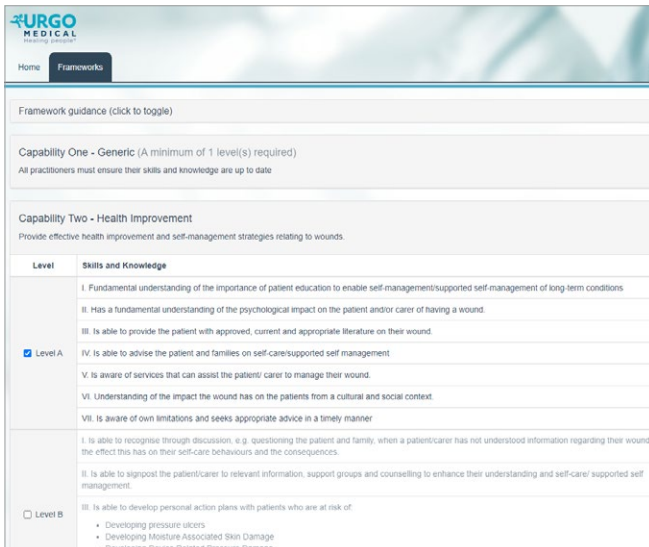 URGO
MEDICAL
Healing people®
Home Frameworks
Framework guidance (click to toggle)
Capability One - Generic (A minimum of 1 level(s) required)
All practitioners must ensure their skills and knowledge are up to date
Capability Two - Health Improvement
Provide effective health improvement and self-management strategies relating to wounds.
Level Skills and Knowledge
I. Fundamental understanding of the importance of patient education to enable self-management/supported self-management of long-term conditions
II. Has a fundamental understanding of the psychological impact on the patient and/or carer of having a wound.
III. Is able to provide the patient with approved, current and appropriate literature on their wound.
Level A
IV. Is able to advise the patient and families on self-care/supported self management
V. Is aware of services that can assist the patient/ carer to manage their wound.
VI. Understanding of the impact the wound has on the patients from a cultural and social context.
VII. Is aware of own limitations and seeks appropriate advice in a timely manner
I. Is able to recognise through discussion, e.g. questioning the patient and family, when a patient/carer has not understood information regarding their wound
the effect this has on their self-care behaviours and the consequences.
II. Is able to signpost the patient/carer to relevant information, support groups and counselling to enhance their understanding and self-care/ supported self
management.
III. Is able to develop personal action plans with patients who are at risk of:
Level B
• Developing pressure ulcers
• Developing Moisture Associated Skin Damage